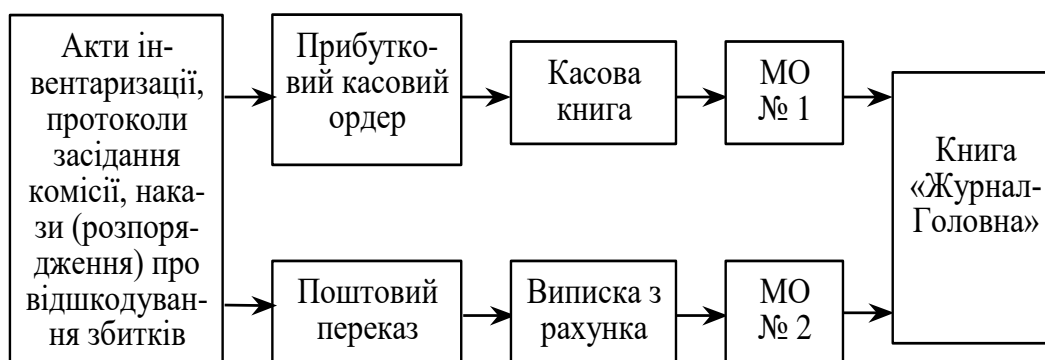 Акти ін-
вентаризації,
протоколи
засідання
комісії, нака-
зи (розпоря-
дження) про
відшкодуван-
ня збитків
Прибутко-
вий касовий
ордер
Касова
книга
МО
№ 1
Поштовий
переказ
Виписка з
рахунка
МО
№ 2
Книга
«Журнал-
Головна»